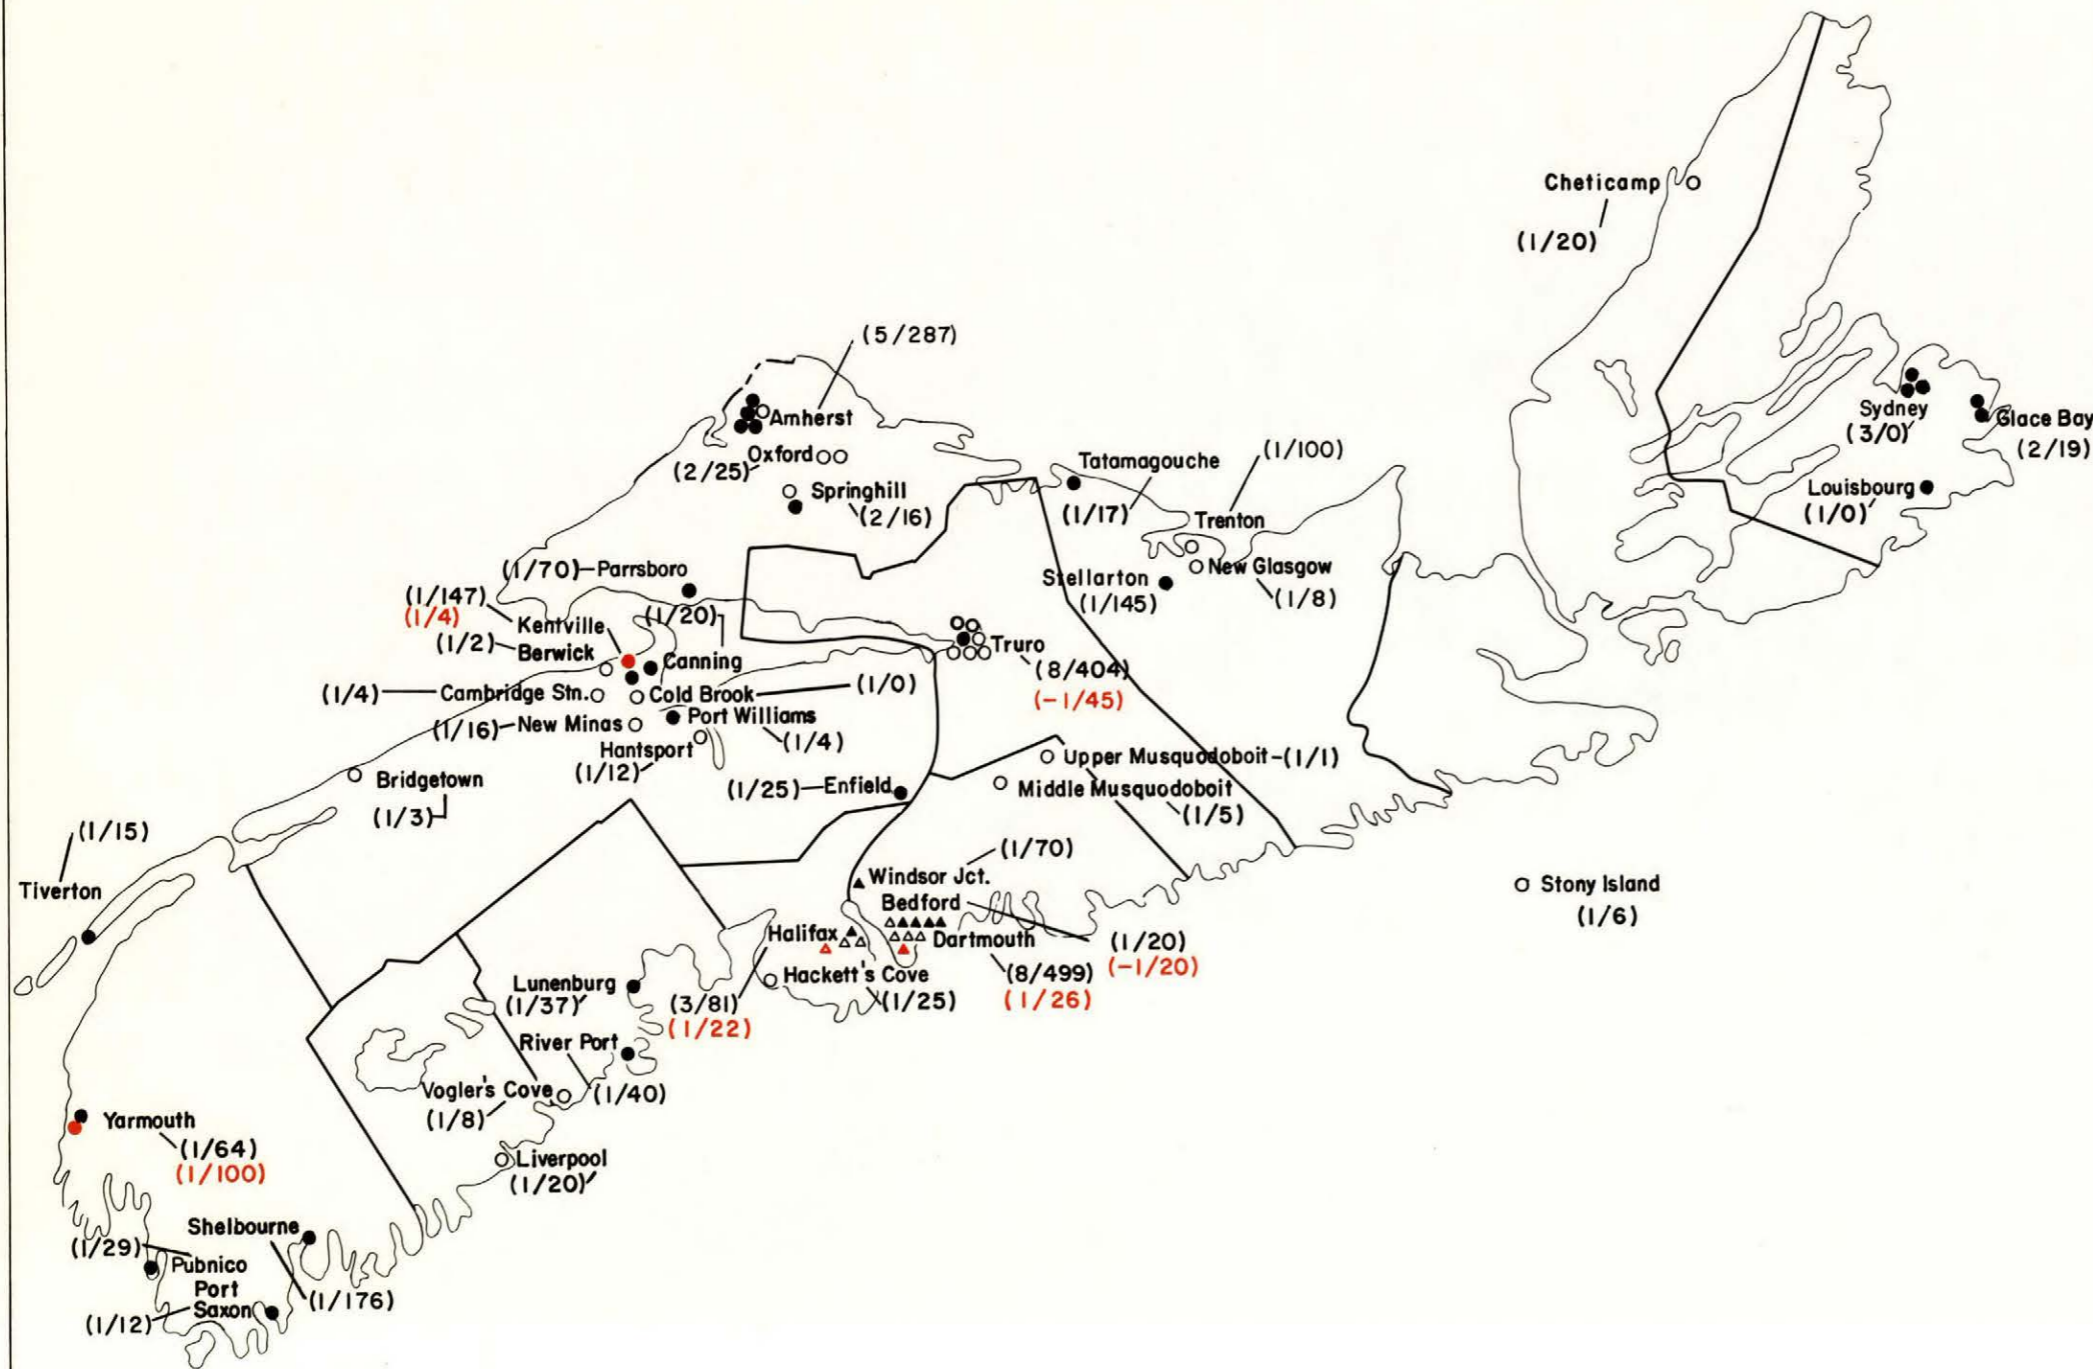 Cheticamp
(1/20)
(5/287)
Amherst
Oxford
(2/25)
Springhill
(2/16)
Tatamagouche
(1/17)
(1/100)
Trenton
New Glasgow
(1/8)
Stellarton
(1/145)
Sydney
(3/0)
Glace Bay
(2/19)
Louisbourg
(1/0)
(1/70)
Parrsboro
(1/147)
(1/4)
Kentville
(1/20)
Canning
(1/2)
Berwick
(1/4)
Cambridge Stn.
Cold Brook
(1/0)
(1/16)
New Minas
Port Williams
(1/4)
Hantsport
(1/12)
Truro
(8/404)
(-1/45)
Bridgetown
(1/3)
(1/25)
Enfield
Upper Musquodoboit-(1/1)
Middle Musquodoboit
(1/5)
(1/15)
Tiverton
(1/70)
Windsor Jct.
Bedford
(1/20)
(-1/20)
Halifax
(3/81)
(1/22)
Dartmouth
(8/499)
(1/26)
Hackett's Cove
(1/25)
Stony Island
(1/6)
Lunenburg
(1/37)
River Port
(1/40)
Vogler's Cove
(1/8)
Liverpool
(1/20)
Yarmouth
(1/64)
(1/100)
Shelbourne
(1/176)
(1/29)
Pubnico
Port
Saxon
(1/12)